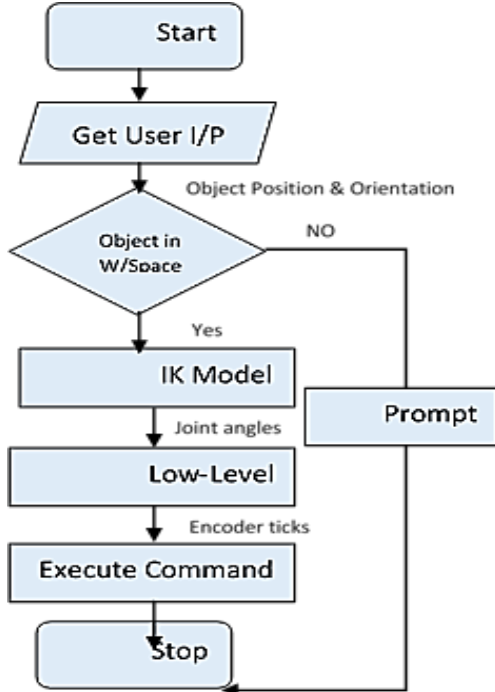 Start
Get User I/P
Object Position & Orientation
Object in
W/Space
NO
Yes
IK Model
Prompt
Joint angles
Low-Level
Encoder ticks
Execute Command
Stop